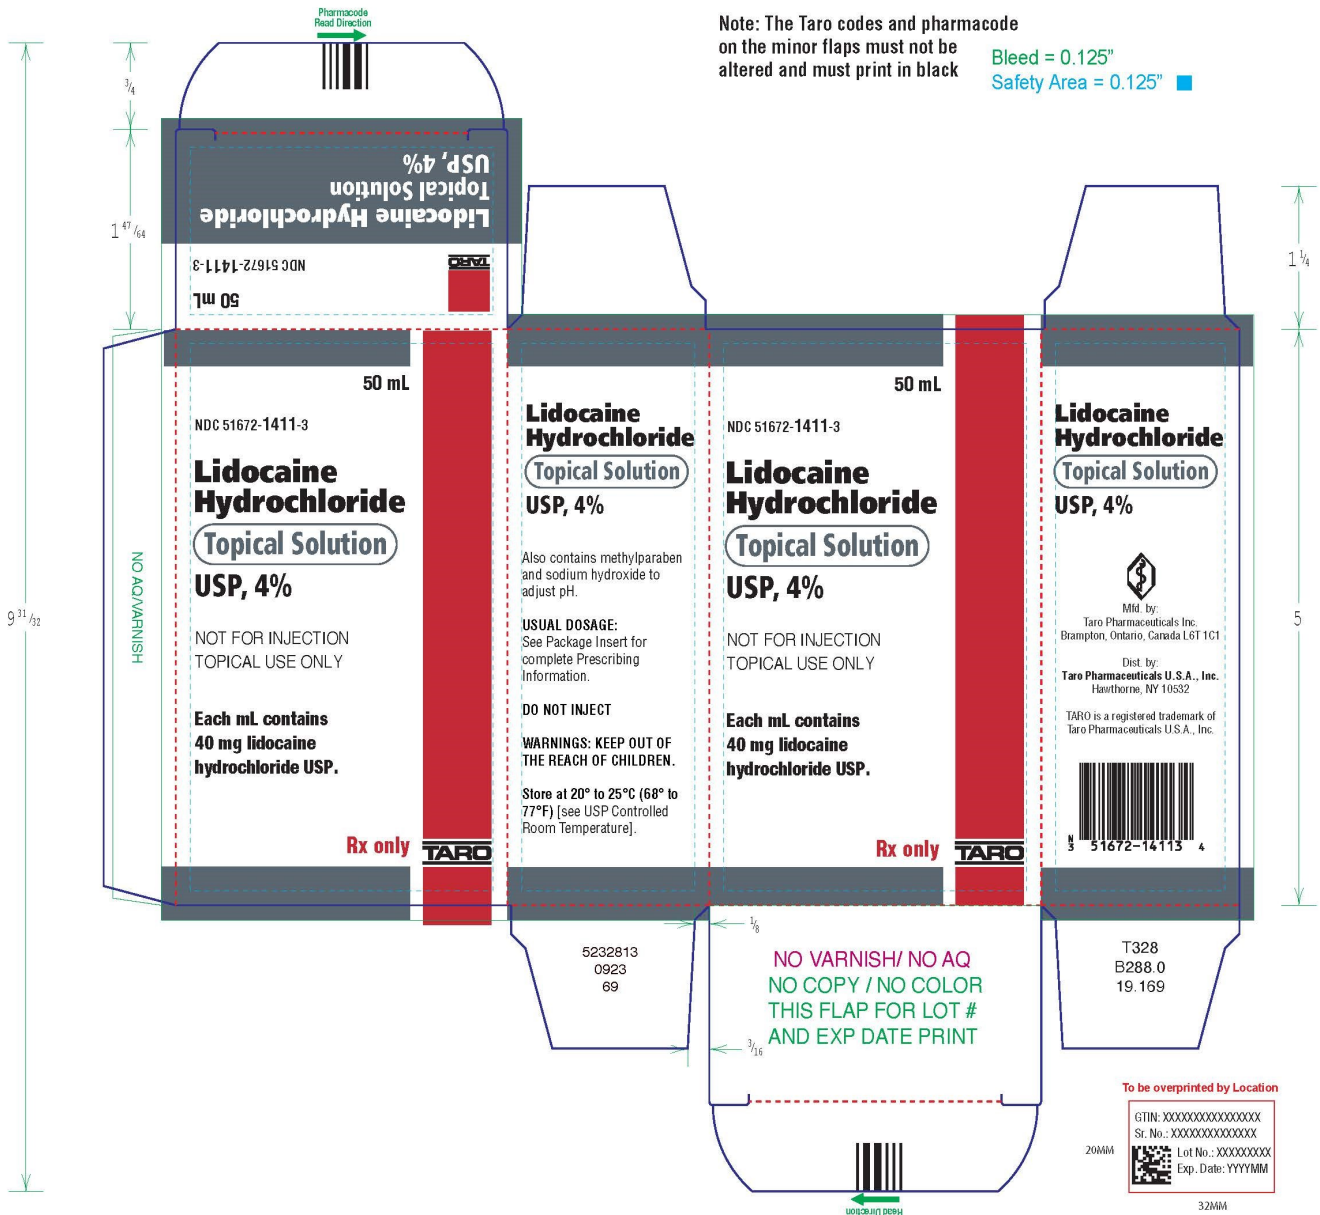 Pharmacode
Read Direction
Note: The Taro codes and pharmacode
on the minor flaps must not be
altered and must print in black
Bleed = 0.125”
Safety Area = 0.125”
3/4
1 47/64
9 31/32
1 1/4
5
Lidocaine Hydrochloride
Topical Solution
USP, 4%
NDC 51672-1411-3
TARO
50 mL
NO AQ/VARNISH
50 mL
NDC 51672-1411-3
Lidocaine
Hydrochloride
Topical Solution
USP, 4%
NOT FOR INJECTION
TOPICAL USE ONLY
Each mL contains
40 mg lidocaine
hydrochloride USP.
Rx only
TARO
Lidocaine
Hydrochloride
Topical Solution
USP, 4%
Also contains methylparaben
and sodium hydroxide to
adjust pH.
USUAL DOSAGE:
See Package Insert for
complete Prescribing
Information.
DO NOT INJECT
WARNINGS: KEEP OUT OF
THE REACH OF CHILDREN.
Store at 20° to 25°C (68° to
77°F) [see USP Controlled
Room Temperature].
50 mL
NDC 51672-1411-3
Lidocaine
Hydrochloride
Topical Solution
USP, 4%
NOT FOR INJECTION
TOPICAL USE ONLY
Each mL contains
40 mg lidocaine
hydrochloride USP.
Rx only
TARO
Lidocaine
Hydrochloride
Topical Solution
USP, 4%
Mfd. by:
Taro Pharmaceuticals Inc.
Brampton, Ontario, Canada L6T 1C1
Dist. by:
Taro Pharmaceuticals U.S.A., Inc.
Hawthorne, NY 10532
TARO is a registered trademark of
Taro Pharmaceuticals U.S.A., Inc.
N
3 51672-14113 4
5232813
0923
69
1/8
3/16
NO VARNISH/ NO AQ
NO COPY / NO COLOR
THIS FLAP FOR LOT #
AND EXP DATE PRINT
T328
B288.0
19.169
Read Direction
To be overprinted by Location
GTIN: XXXXXXXXXXXXXXXX
Sr. No.: XXXXXXXXXXXXXX
Lot No.: XXXXXXXXX
Exp. Date: YYYYMM
20MM
32MM